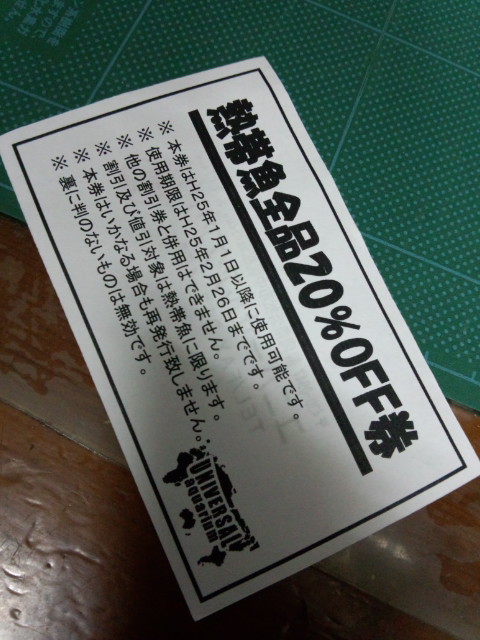 熱帯魚全品20%OFF券
※ 本券はH25年1月1日以降に使用可能です。
※ 使用期限はH25年2月26日までです。
※ 他の割引券と併用はできません。
※ 割引及び値引対象は熱帯魚に限ります。
※ 本券はいかなる場合も再発行致しません。
※ 裏に判のないものは無効です。
UNIVERSAL
aquarium